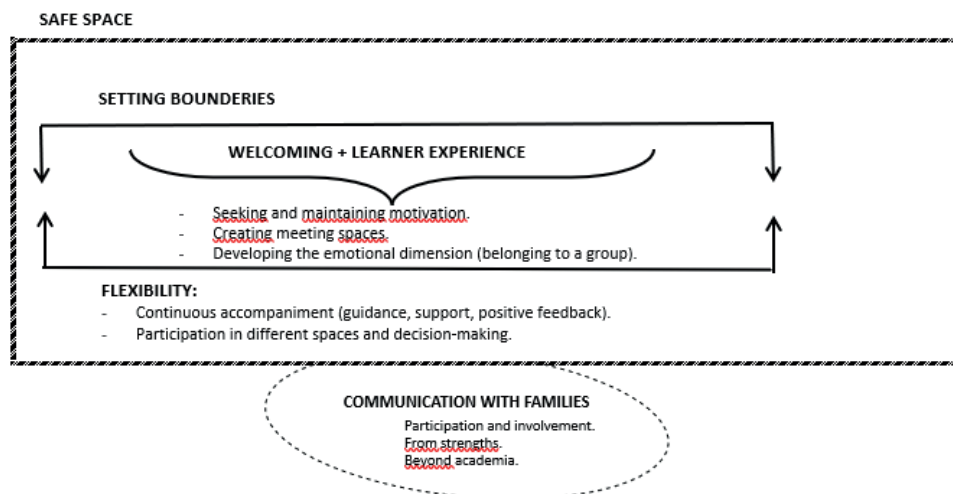 SAFE SPACE
SETTING BOUNDERIES
WELCOMING + LEARNER EXPERIENCE
- Seeking and maintaining motivation.
- Creating meeting spaces.
- Developing the emotional dimension (belonging to a group).
FLEXIBILITY:
- Continuous accompaniment (guidance, support, positive feedback).
- Participation in different spaces and decision-making.
COMMUNICATION WITH FAMILIES
Participation and involvement.
From strengths.
Beyond academia.